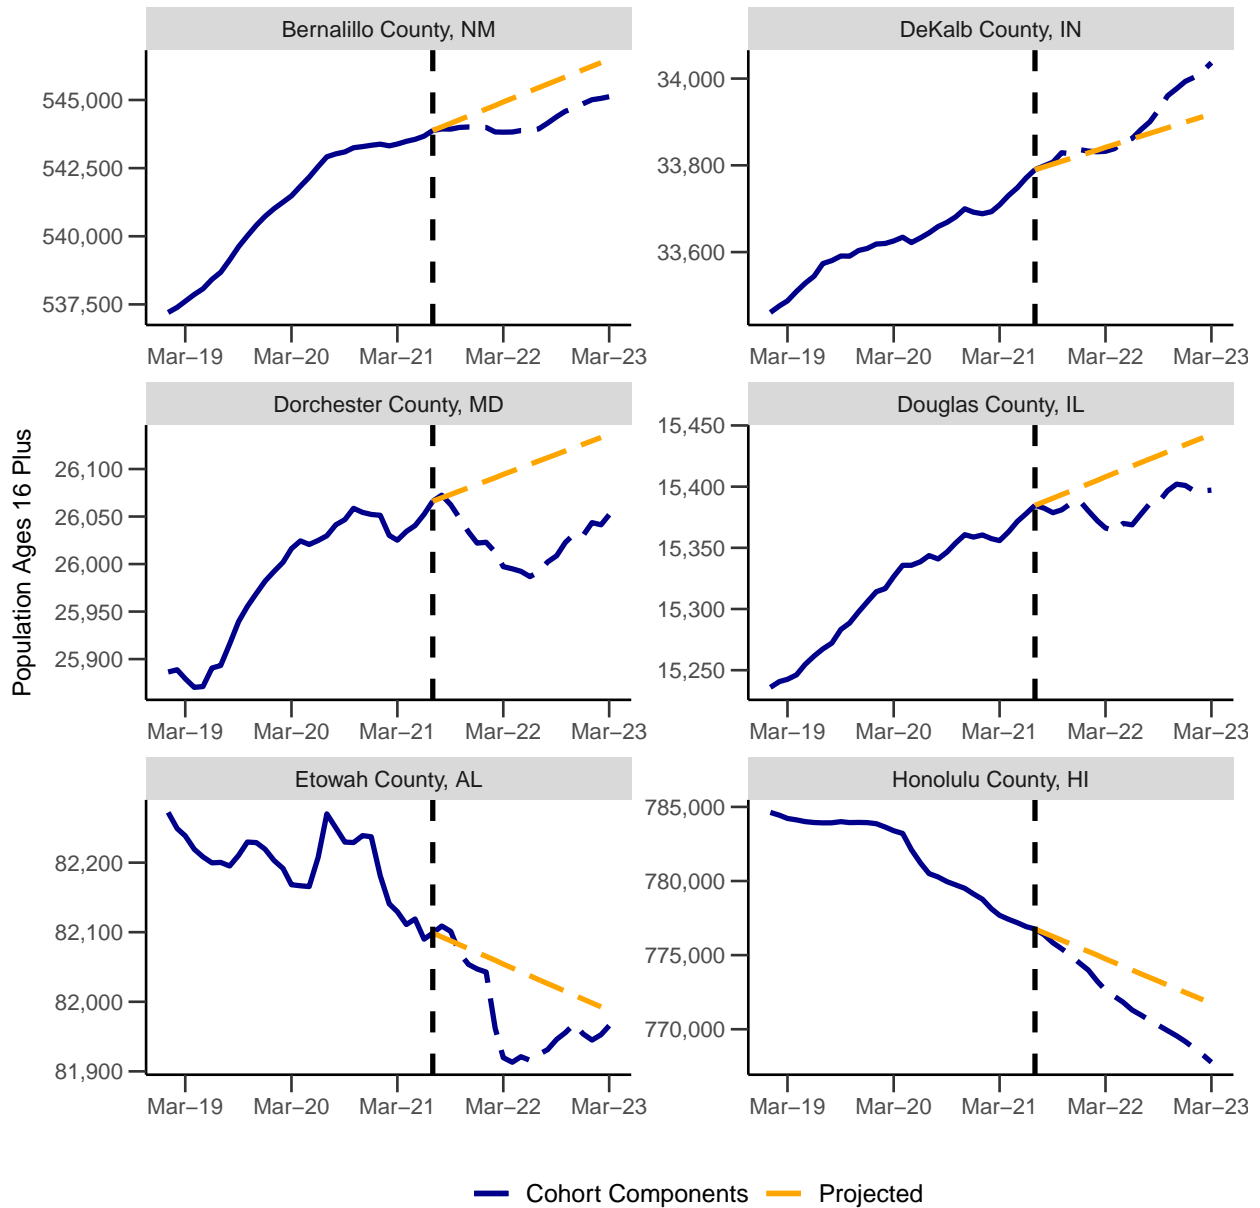 Bernalillo County, NM
DeKalb County, IN
545,000
542,500
540,000
537,500
34,000
33,800
33,600
Mar−19 Mar−20 Mar−21 Mar−22 Mar−23
Mar−19 Mar−20 Mar−21 Mar−22 Mar−23
Dorchester County, MD
Douglas County, IL
26,100
26,050
26,000
25,950
25,900
15,450
15,400
15,350
15,300
15,250
Mar−19 Mar−20 Mar−21 Mar−22 Mar−23
Mar−19 Mar−20 Mar−21 Mar−22 Mar−23
Etowah County, AL
Honolulu County, HI
82,200
82,100
82,000
81,900
785,000
780,000
775,000
770,000
Mar−19 Mar−20 Mar−21 Mar−22 Mar−23
Mar−19 Mar−20 Mar−21 Mar−22 Mar−23
Population Ages 16 Plus
Cohort Components Projected